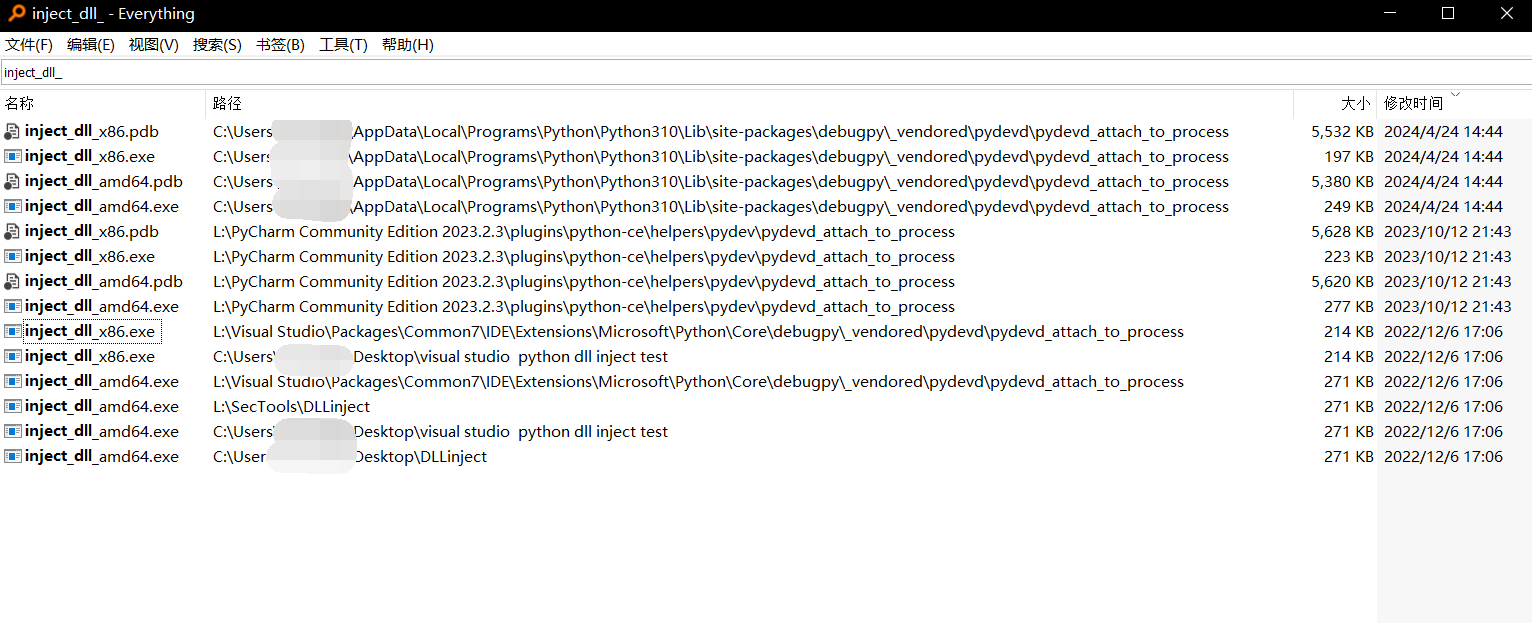 inject_dll_ - Everything
文件(F) 编辑(E) 视图(V) 搜索(S) 书签(B) 工具(T) 帮助(H)
inject_dll_
名称 路径 大小 修改时间
inject_dll_x86.pdb C:\Users AppData\Local\Programs\Python\Python310\Lib\site-packages\debugpy\_vendored\pydevd\pydevd_attach_to_process 5,532 KB 2024/4/24 14:44
inject_dll_x86.exe C:\Users \AppData\Local\Programs\Python\Python310\Lib\site-packages\debugpy\_vendored\pydevd\pydevd_attach_to_process 197 KB 2024/4/24 14:44
inject_dll_amd64.pdb C:\Users AppData\Local\Programs\Python\Python310\Lib\site-packages\debugpy\_vendored\pydevd\pydevd_attach_to_process 5,380 KB 2024/4/24 14:44
inject_dll_amd64.exe C:\Users AppData\Local\Programs\Python\Python310\Lib\site-packages\debugpy\_vendored\pydevd\pydevd_attach_to_process 249 KB 2024/4/24 14:44
inject_dll_x86.pdb L:\PyCharm Community Edition 2023.2.3\plugins\python-ce\helpers\pydev\pydevd_attach_to_process 5,628 KB 2023/10/12 21:43
inject_dll_x86.exe L:\PyCharm Community Edition 2023.2.3\plugins\python-ce\helpers\pydev\pydevd_attach_to_process 223 KB 2023/10/12 21:43
inject_dll_amd64.pdb L:\PyCharm Community Edition 2023.2.3\plugins\python-ce\helpers\pydev\pydevd_attach_to_process 5,620 KB 2023/10/12 21:43
inject_dll_amd64.exe L:\PyCharm Community Edition 2023.2.3\plugins\python-ce\helpers\pydev\pydevd_attach_to_process 277 KB 2023/10/12 21:43
inject_dll_x86.exe L:\Visual Studio\Packages\Common7\IDE\Extensions\Microsoft\Python\Core\debugpy\_vendored\pydevd\pydevd_attach_to_process 214 KB 2022/12/6 17:06
inject_dll_x86.exe C:\Users\ Desktop\visual studio  python dll inject test 214 KB 2022/12/6 17:06
inject_dll_amd64.exe L:\Visual Studio\Packages\Common7\IDE\Extensions\Microsoft\Python\Core\debugpy\_vendored\pydevd\pydevd_attach_to_process 271 KB 2022/12/6 17:06
inject_dll_amd64.exe L:\SecTools\DLLinject 271 KB 2022/12/6 17:06
inject_dll_amd64.exe C:\Users\ Desktop\visual studio  python dll inject test 271 KB 2022/12/6 17:06
inject_dll_amd64.exe C:\User Desktop\DLLinject 271 KB 2022/12/6 17:06